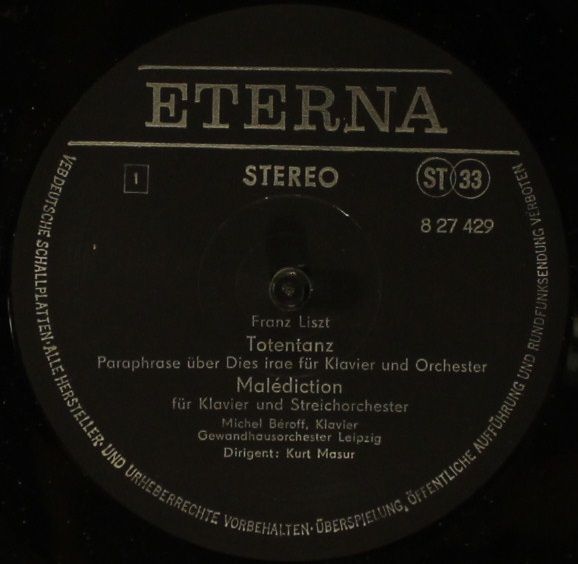 ETERNA
1
STEREO
ST 33
8 27 429
Franz Liszt
Totentanz
Paraphrase über Dies irae für Klavier und Orchester
Malédiction
für Klavier und Streichorchester
Michel Béroff, Klavier
Gewandhausorchester Leipzig
Dirigent: Kurt Masur
VEB DEUTSCHE SCHALLPLATTEN·ALLE HERSTELLER- UND URHEBERRECHTE VORBEHALTEN·ÜBERSPIELUNG, ÖFFENTLICHE AUFFÜHRUNG UND RUNDFUNKSENDUNG VERBOTEN